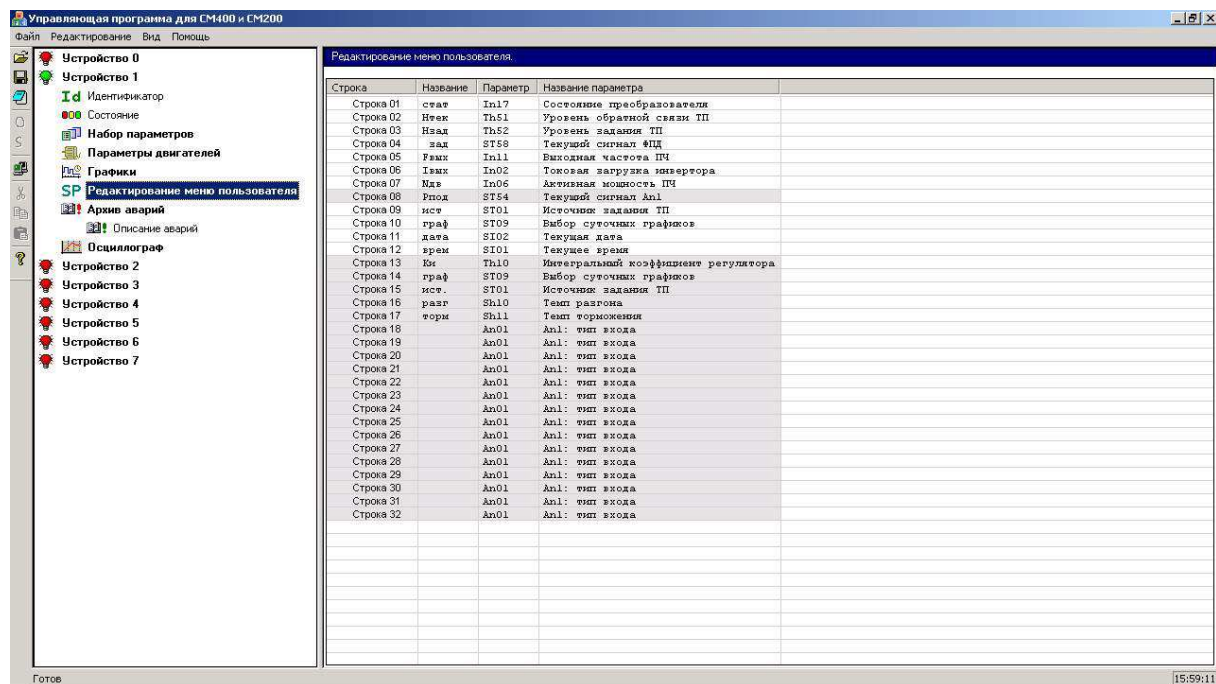 Управляющая программа для СМ400 и СМ200
Файл Редактирование Вид Помощь
Устройство 0
Устройство 1
Id Идентификатор
Состояние
Набор параметров
Параметры двигателей
Графики
SP Редактирование меню пользователя
Архив аварий
Описание аварий
Осциллограф
Устройство 2
Устройство 3
Устройство 4
Устройство 5
Устройство 6
Устройство 7
Редактирование меню пользователя.
Строка Название Параметр Название параметра
Строка 01 стат In17 Состояние преобразователя
Строка 02 Нтек Th51 Уровень обратной связи ТП
Строка 03 Нзад Th52 Уровень задания ТП
Строка 04 зад ST58 Текущий сигнал ФПД
Строка 05 Fвых In11 Выходная частота ПЧ
Строка 06 Iвых In02 Токовая загрузка инвертора
Строка 07 Nдв In06 Активная мощность ПЧ
Строка 08 Pпод ST54 Текущий сигнал An1
Строка 09 ист ST01 Источник задания ТП
Строка 10 граф ST09 Выбор суточных графиков
Строка 11 дата SI02 Текущая дата
Строка 12 врем SI01 Текущее время
Строка 13 Ки Th10 Интегральный коэффициент регулятора
Строка 14 граф ST09 Выбор суточных графиков
Строка 15 ист. ST01 Источник задания ТП
Строка 16 разг Sh10 Темп разгона
Строка 17 торм Sh11 Темп торможения
Строка 18 An01 An1: тип входа
Строка 19 An01 An1: тип входа
Строка 20 An01 An1: тип входа
Строка 21 An01 An1: тип входа
Строка 22 An01 An1: тип входа
Строка 23 An01 An1: тип входа
Строка 24 An01 An1: тип входа
Строка 25 An01 An1: тип входа
Строка 26 An01 An1: тип входа
Строка 27 An01 An1: тип входа
Строка 28 An01 An1: тип входа
Строка 29 An01 An1: тип входа
Строка 30 An01 An1: тип входа
Строка 31 An01 An1: тип входа
Строка 32 An01 An1: тип входа
Готов
15:59:11